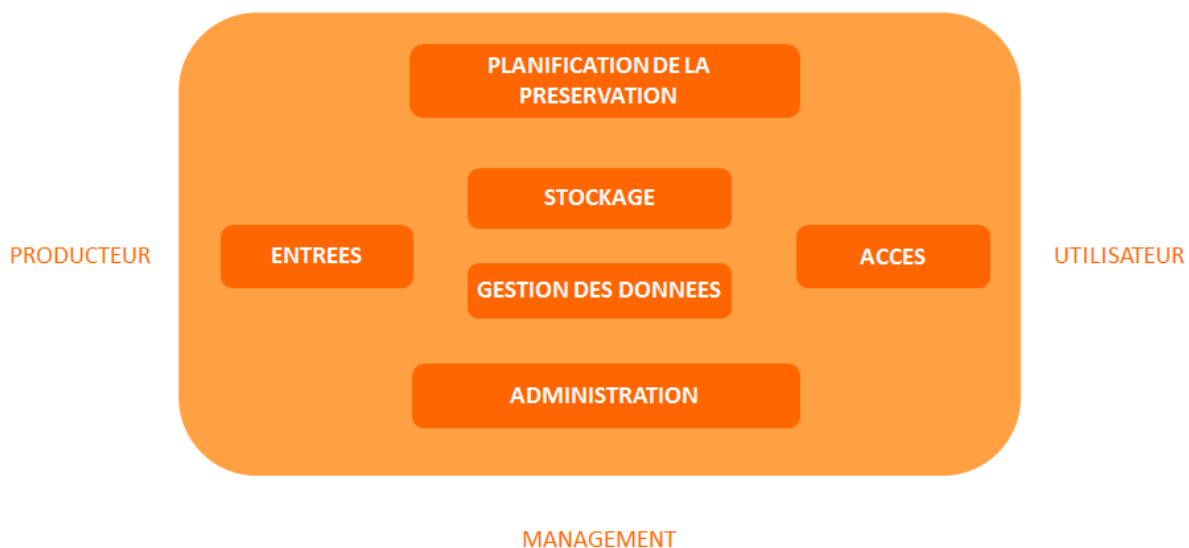 PLANIFICATION DE LA
PRESERVATION
STOCKAGE
PRODUCTEUR
ENTREES
ACCES
UTILISATEUR
GESTION DES DONNEES
ADMINISTRATION
MANAGEMENT